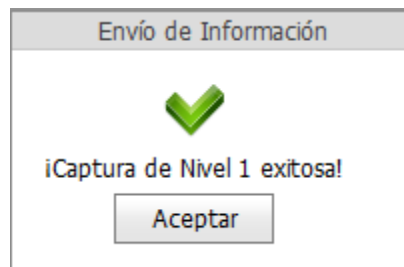 Envío de Información
¡Captura de Nivel 1 exitosa!
Aceptar